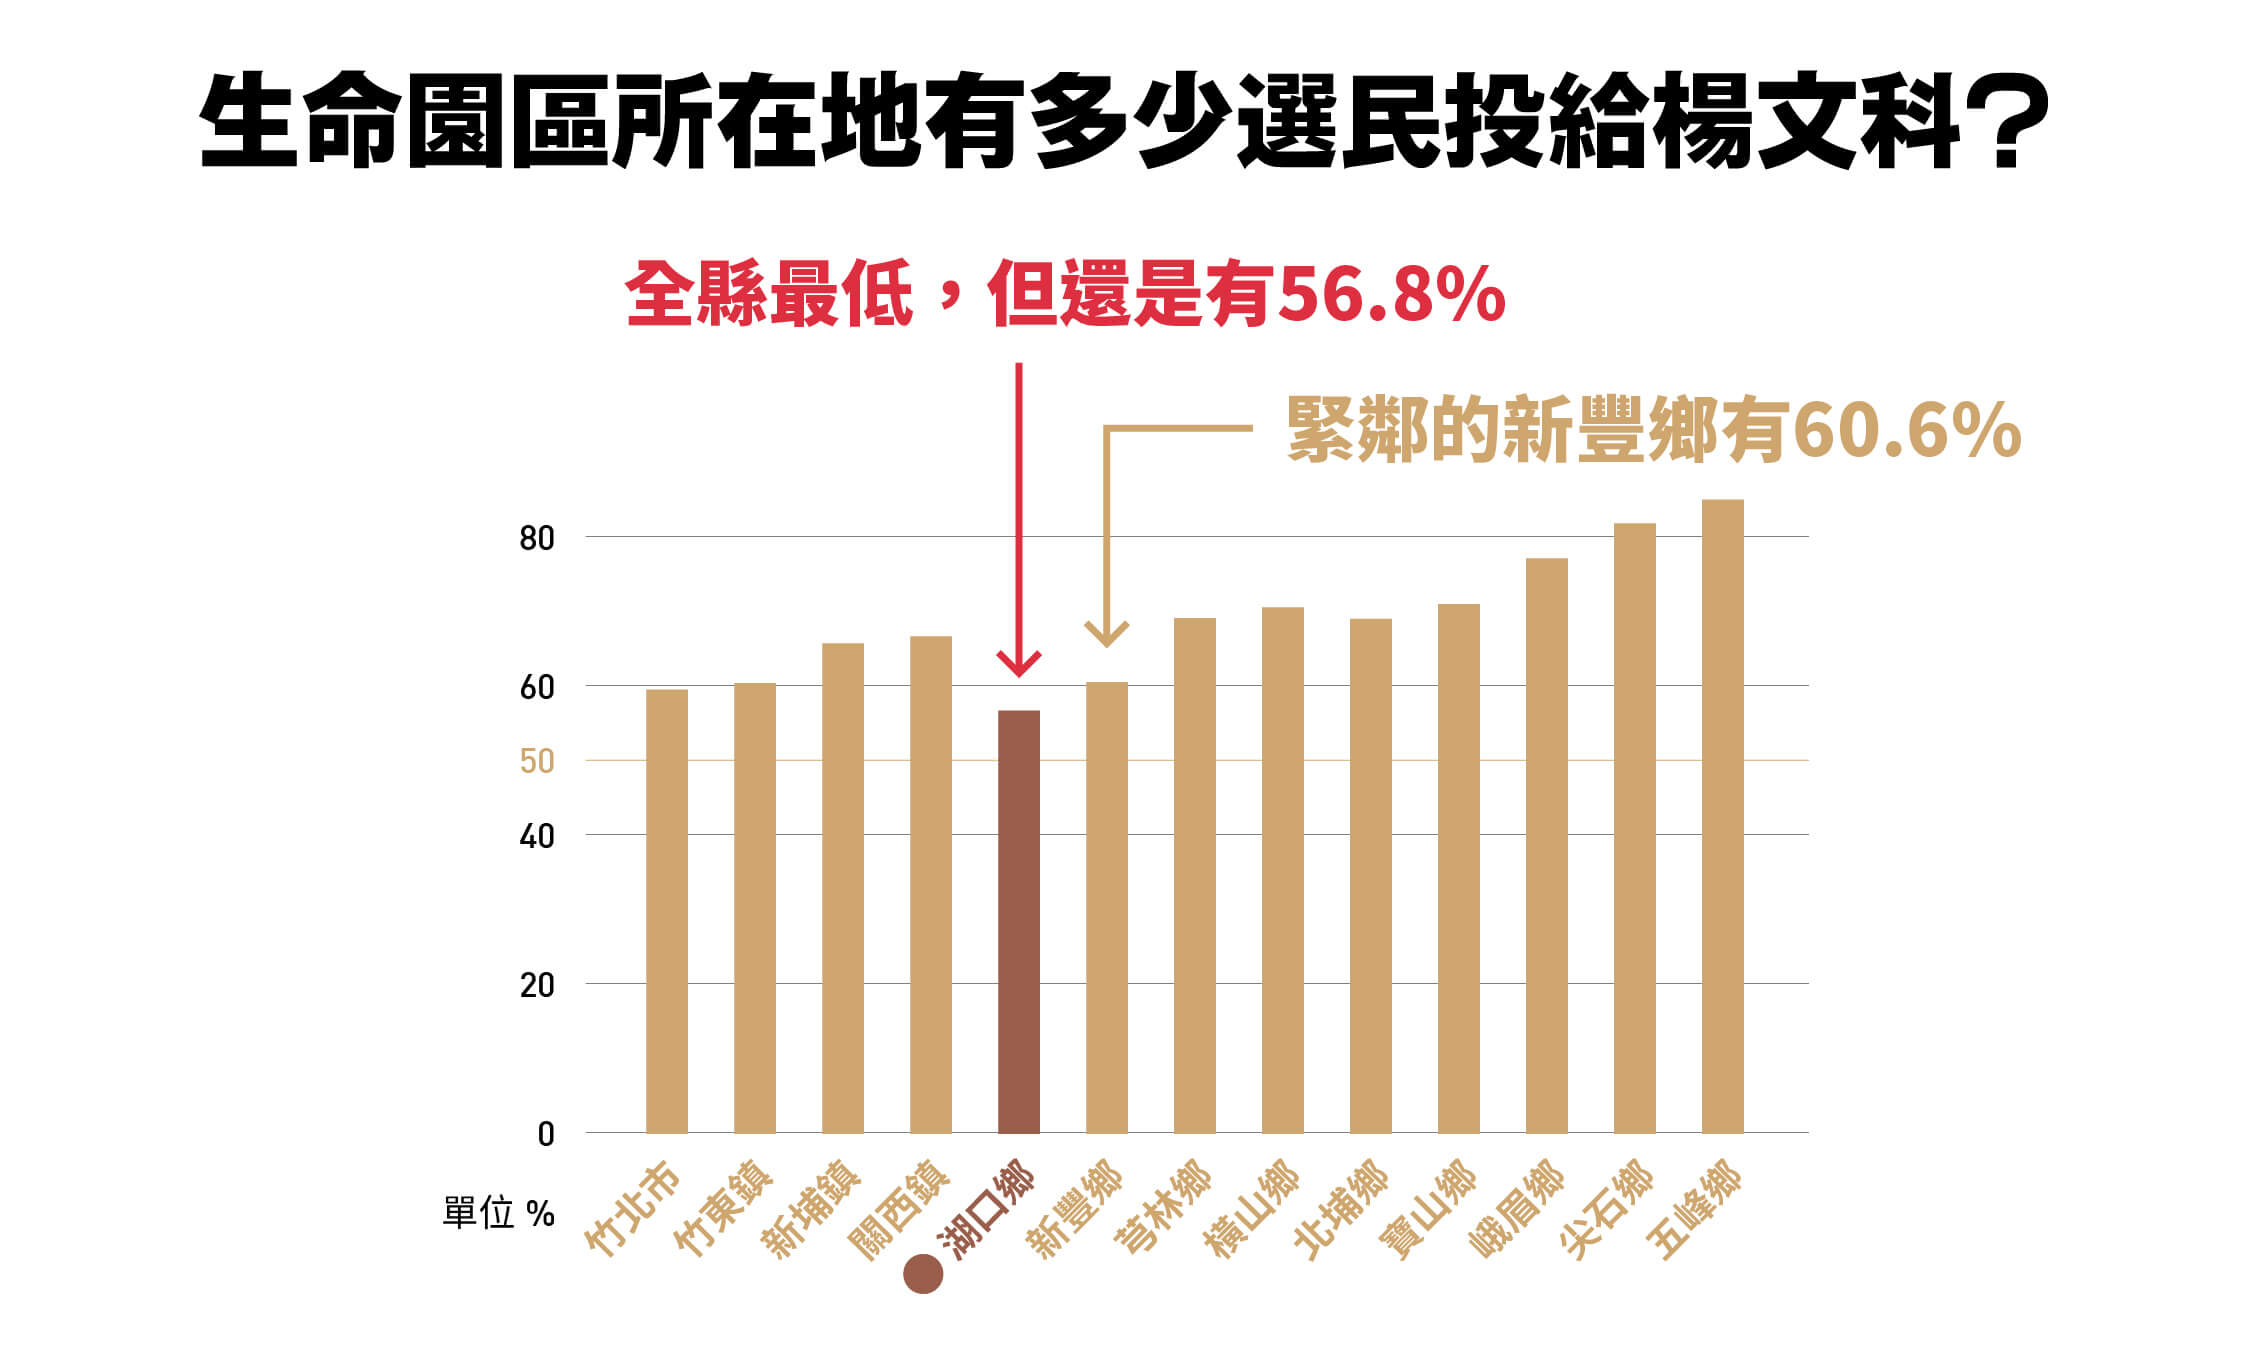 生命園區所在地有多少選民投給楊文科？
全縣最低，但還是有56.8%
緊鄰的新豐鄉有60.6%
80
60
50
40
20
0
單位 %
竹北市
竹東鎮
新埔鎮
關西鎮
湖口鄉
新豐鄉
芎林鄉
橫山鄉
北埔鄉
寶山鄉
峨眉鄉
尖石鄉
五峰鄉